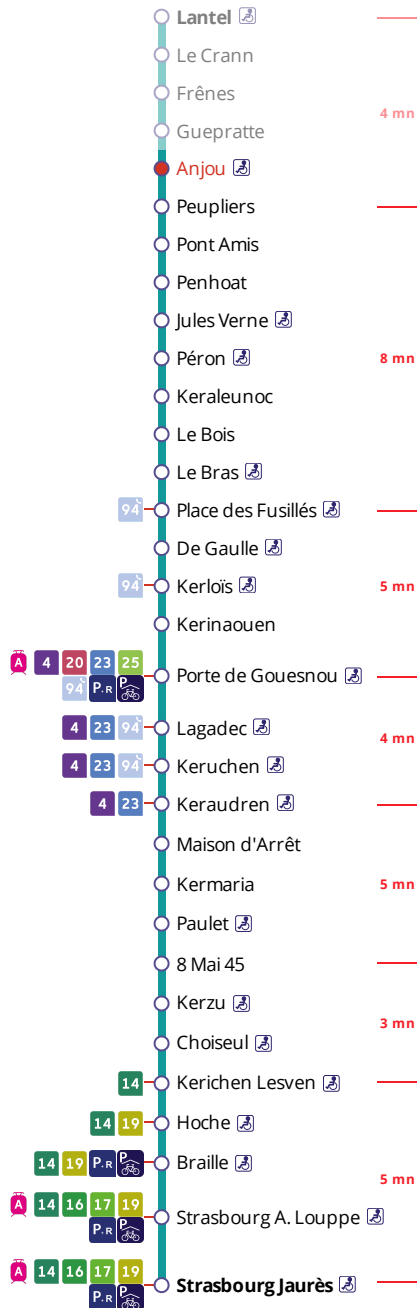 Lantel
Le Crann
Frênes
4 mn
Guepratte
Anjou
Peupliers
Pont Amis
Penhoat
Jules Verne
Péron
8 mn
Keraleunoc
Le Bois
Le Bras
94 Place des Fusillés
De Gaulle
94 Kerloïs
5 mn
Kerinaouen
A 4 20 23 25
94 P.R P
Porte de Gouesnou
4 23 94 Lagadec
4 mn
4 23 94 Keruchen
4 23 Keraudren
Maison d'Arrêt
Kermaria
5 mn
Paulet
8 Mai 45
Kerzu
3 mn
Choiseul
14 Kerichen Lesven
14 19 Hoche
14 19 P.R P Braille
5 mn
A 14 16 17 19
P.R P
Strasbourg A. Louppe
A 14 16 17 19
P.R P
Strasbourg Jaurès